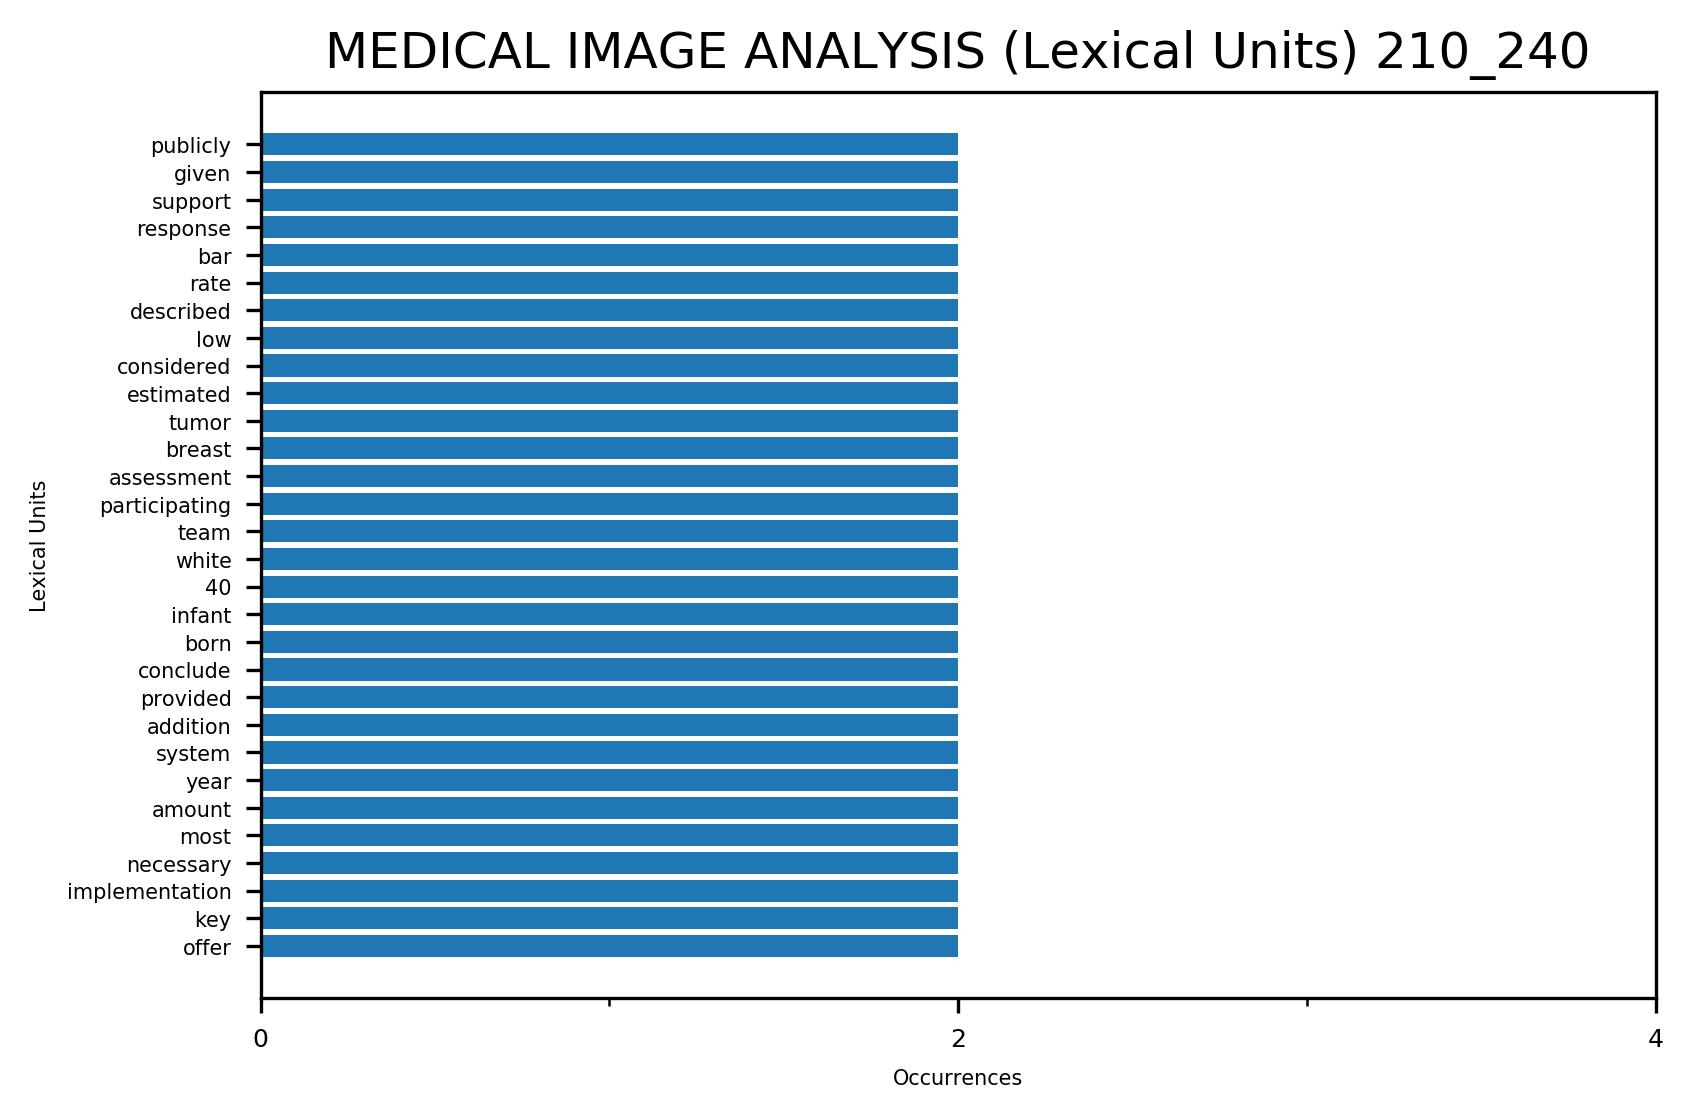 MEDICAL IMAGE ANALYSIS (Lexical Units) 210_240
publicly
given
support
response
bar
rate
described
low
considered
estimated
tumor
breast
assessment
participating
team
white
40
infant
born
conclude
provided
addition
system
year
amount
most
necessary
implementation
key
offer
Lexical Units
0 2 4
Occurrences